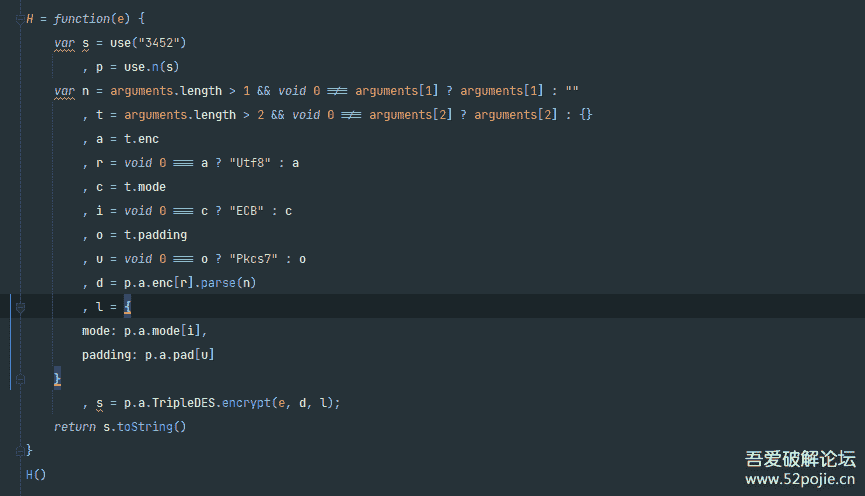 H = function(e) {
var s = use("3452")
, p = use.n(s)
var n = arguments.length > 1 && void 0 !== arguments[1] ? arguments[1] : ""
, t = arguments.length > 2 && void 0 !== arguments[2] ? arguments[2] : {}
, a = t.enc
, r = void 0 === a ? "Utf8" : a
, c = t.mode
, i = void 0 === c ? "ECB" : c
, o = t.padding
, u = void 0 === o ? "Pkcs7" : o
, d = p.a.enc[r].parse(n)
, l = {
mode: p.a.mode[i],
padding: p.a.pad[u]
}
, s = p.a.TripleDES.encrypt(e, d, l);
return s.toString()
}
H()
吾爱破解论坛
www.52pojie.cn